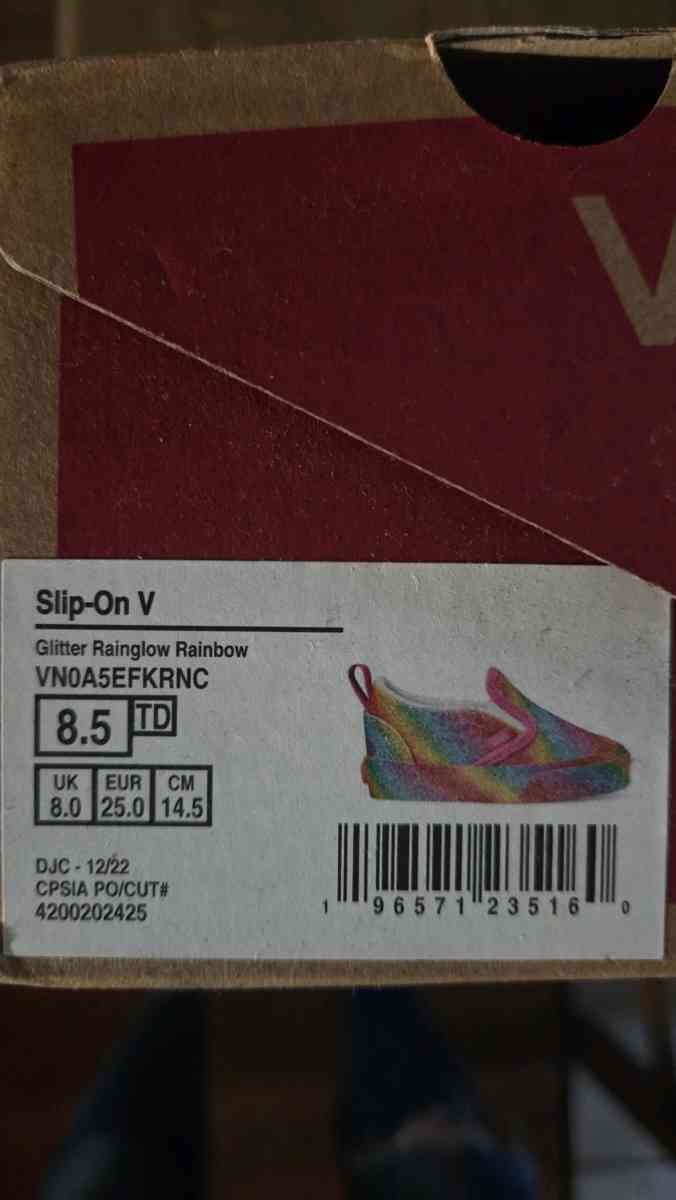 V
Slip-On V
Glitter Rainglow Rainbow
VN0A5EFKRNC
8.5 TD
UK EUR CM
8.0 25.0 14.5
DJC - 12/22
CPSIA PO/CUT#
4200202425
1 96571 23516 0